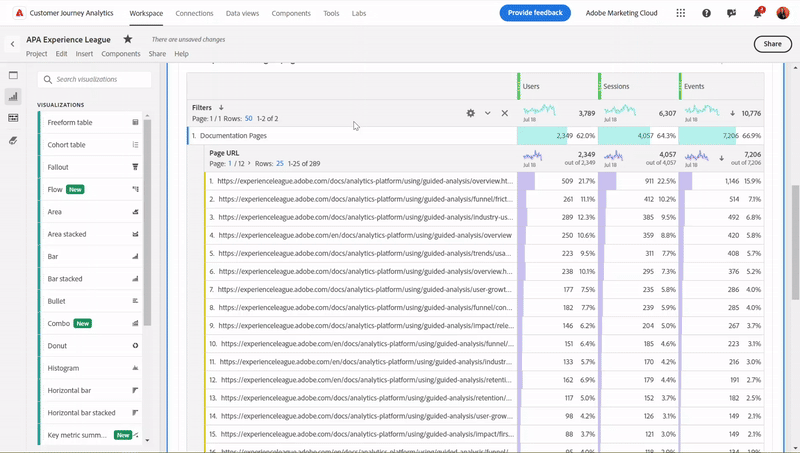 Customer Journey Analytics Workspace Connections Data views Components Tools Labs Provide feedback Adobe Marketing Cloud
APA Experience League There are unsaved changes
Project Edit Insert Components Share Help
Share
Search visualizations
VISUALIZATIONS
Freeform table
Cohort table
Fallout
Flow New
Area
Area stacked
Bar
Bar stacked
Bullet
Combo New
Donut
Histogram
Horizontal bar
Horizontal bar stacked
Key metric summ... New
Users Sessions Events
Filters
Page: 1 / 1 Rows: 50 1-2 of 2
Jul 18 3,789 Jul 18 6,307 Jul 18 10,776
1. Documentation Pages 2,349 62.0% 4,057 64.3% 7,206 66.9%
Page URL
Page: 1 / 12 > Rows: 25 1-25 of 289
Jul 18 2,349 out of 2,349 Jul 18 4,057 out of 4,057 Jul 18 7,206 out of 7,206
1. https://experienceleague.adobe.com/docs/analytics-platform/using/guided-analysis/overview.ht... 509 21.7% 911 22.5% 1,146 15.9%
2. https://experienceleague.adobe.com/docs/analytics-platform/using/guided-analysis/funnel/frict... 261 11.1% 412 10.2% 514 7.1%
3. https://experienceleague.adobe.com/docs/analytics-platform/using/guided-analysis/industry-us... 289 12.3% 385 9.5% 492 6.8%
4. https://experienceleague.adobe.com/en/docs/analytics-platform/using/guided-analysis/overview 250 10.6% 359 8.8% 420 5.8%
5. https://experienceleague.adobe.com/docs/analytics-platform/using/guided-analysis/trends/usa... 223 9.5% 311 7.7% 408 5.7%
6. https://experienceleague.adobe.com/docs/analytics-platform/using/guided-analysis/overview.h... 238 10.1% 295 7.3% 376 5.2%
7. https://experienceleague.adobe.com/docs/analytics-platform/using/guided-analysis/user-growt... 177 7.5% 235 5.8% 286 4.0%
8. https://experienceleague.adobe.com/docs/analytics-platform/using/guided-analysis/funnel/con... 182 7.7% 239 5.9% 285 4.0%
9. https://experienceleague.adobe.com/docs/analytics-platform/using/guided-analysis/impact/rele... 146 6.2% 204 5.0% 267 3.7%
10. https://experienceleague.adobe.com/en/docs/analytics-platform/using/guided-analysis/funnel/... 151 6.4% 185 4.6% 223 3.1%
11. https://experienceleague.adobe.com/en/docs/analytics-platform/using/guided-analysis/industr... 133 5.7% 170 4.2% 216 3.0%
12. https://experienceleague.adobe.com/en/docs/analytics-platform/using/guided-analysis/retenti... 162 6.9% 179 4.4% 191 2.7%
13. https://experienceleague.adobe.com/docs/analytics-platform/using/guided-analysis/retention/... 117 5.0% 152 3.7% 182 2.5%
14. https://experienceleague.adobe.com/en/docs/analytics-platform/using/guided-analysis/user-grow... 98 4.2% 126 3.1% 149 2.1%
15. https://experienceleague.adobe.com/en/docs/analytics-platform/using/guided-analysis/impact/firs... 88 3.7% 121 3.0% 149 2.1%